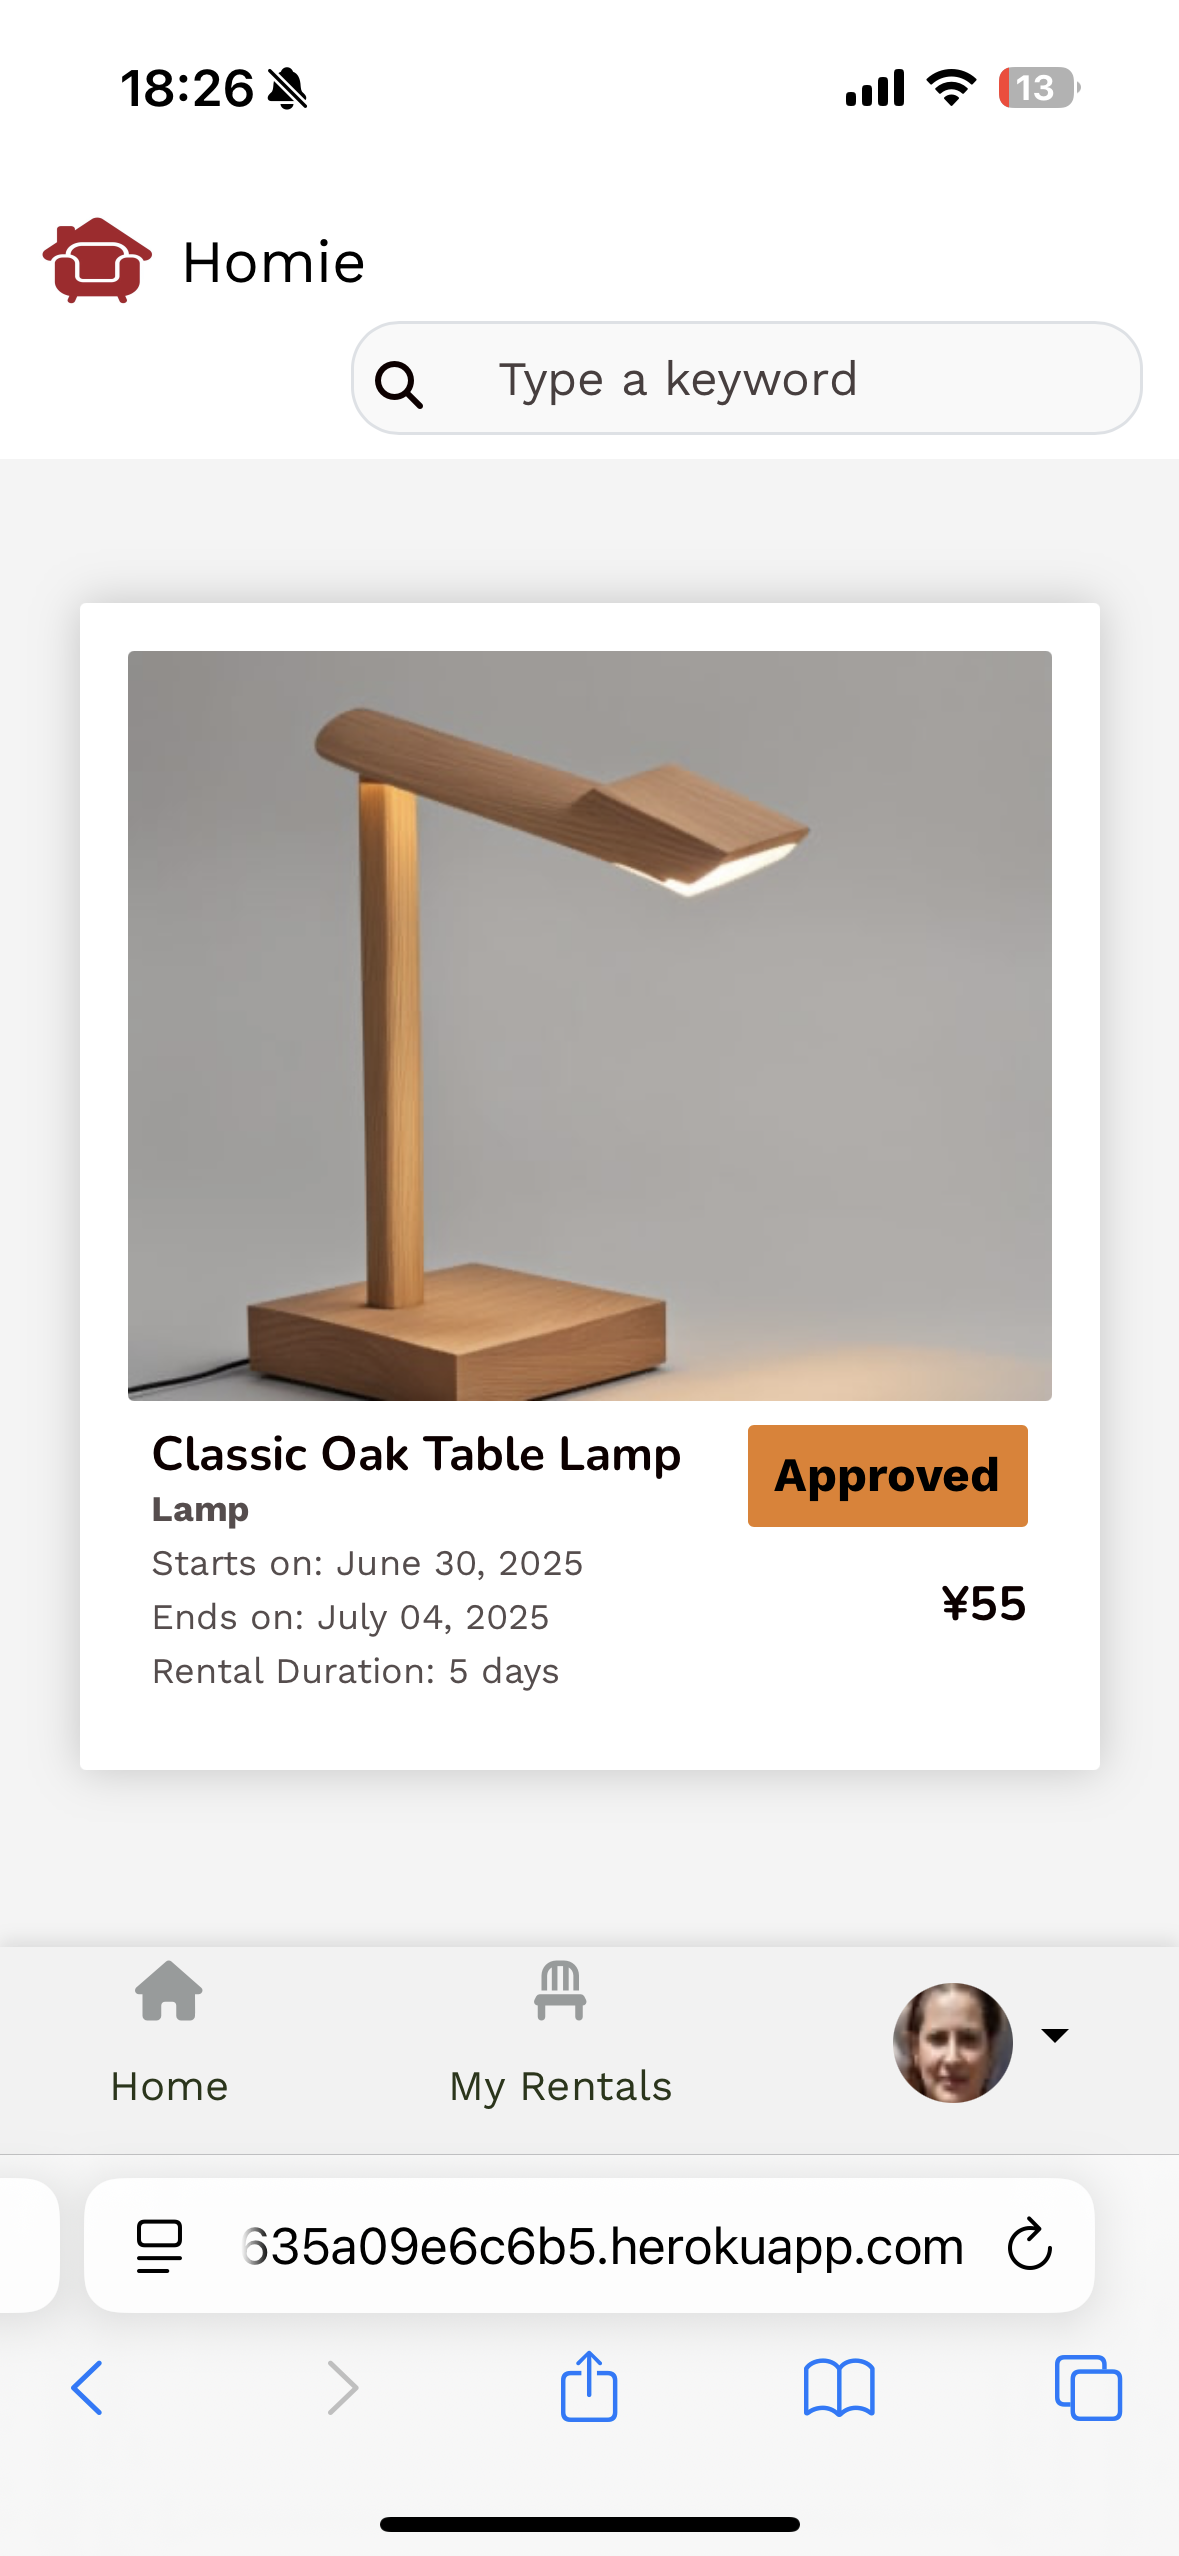 18:26
13
Homie
Type a keyword
Classic Oak Table Lamp
Approved
Lamp
Starts on: June 30, 2025
¥55
Ends on: July 04, 2025
Rental Duration: 5 days
Home
My Rentals
635a09e6c6b5.herokuapp.com